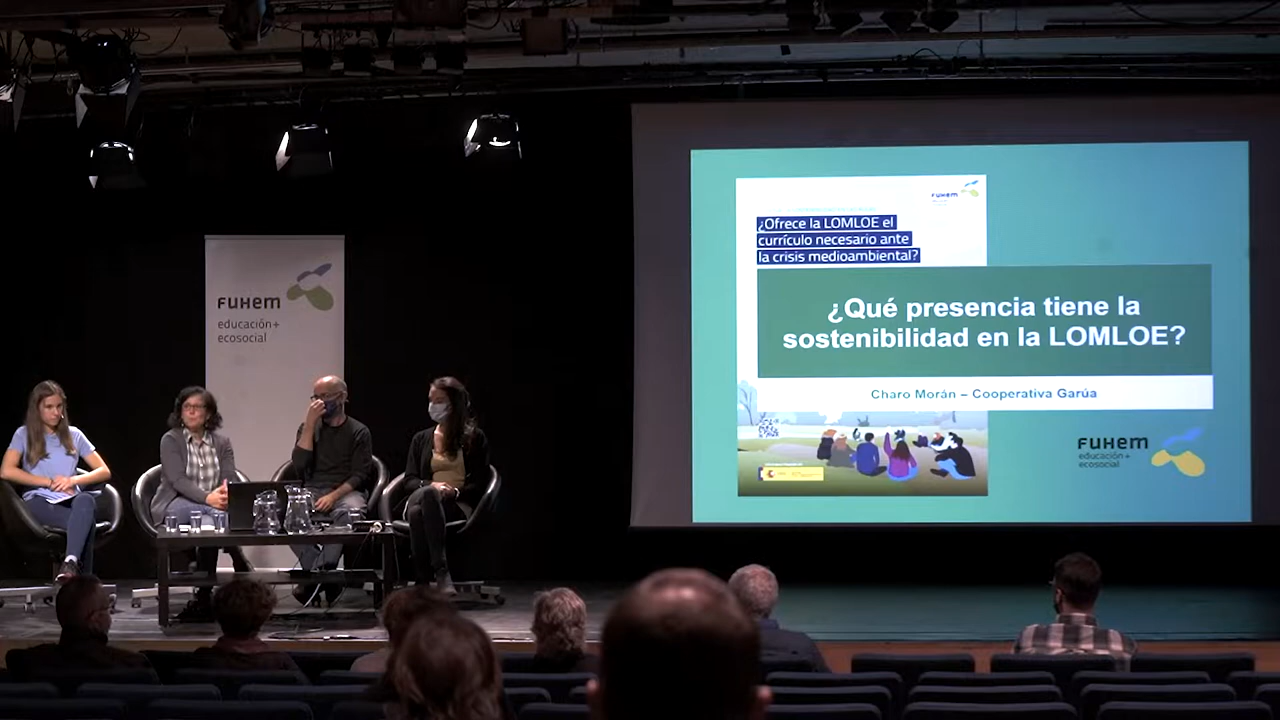 FUHEM
educación+
ecosocial
FUHEM
¿Ofrece la LOMLOE el
currículo necesario ante
la crisis medioambiental?
¿Qué presencia tiene la
sostenibilidad en la LOMLOE?
Charo Morán – Cooperativa Garúa
FUHEM
educación+
ecosocial